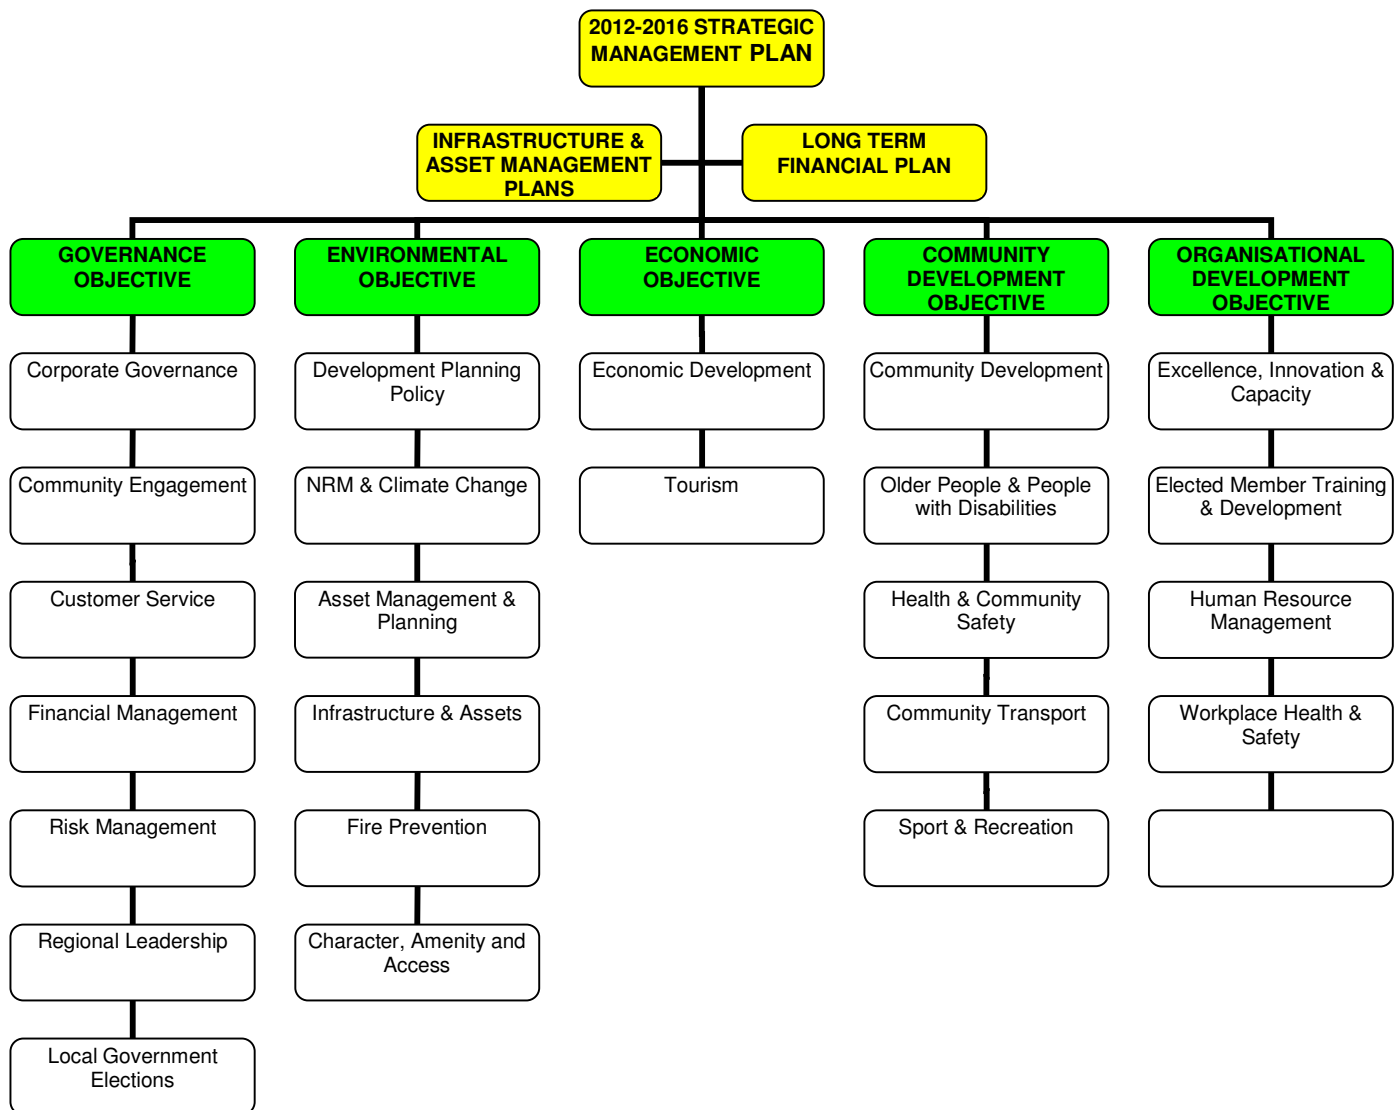 2012-2016 STRATEGIC
MANAGEMENT PLAN
INFRASTRUCTURE &
ASSET MANAGEMENT
PLANS
LONG TERM
FINANCIAL PLAN
GOVERNANCE
OBJECTIVE
ENVIRONMENTAL
OBJECTIVE
ECONOMIC
OBJECTIVE
COMMUNITY
DEVELOPMENT
OBJECTIVE
ORGANISATIONAL
DEVELOPMENT
OBJECTIVE
Corporate Governance
Development Planning
Policy
Economic Development
Community Development
Excellence, Innovation &
Capacity
Community Engagement
NRM & Climate Change
Tourism
Older People & People
with Disabilities
Elected Member Training
& Development
Customer Service
Asset Management &
Planning
Health & Community
Safety
Human Resource
Management
Financial Management
Infrastructure & Assets
Community Transport
Workplace Health &
Safety
Risk Management
Fire Prevention
Sport & Recreation
Regional Leadership
Character, Amenity and
Access
Local Government
Elections